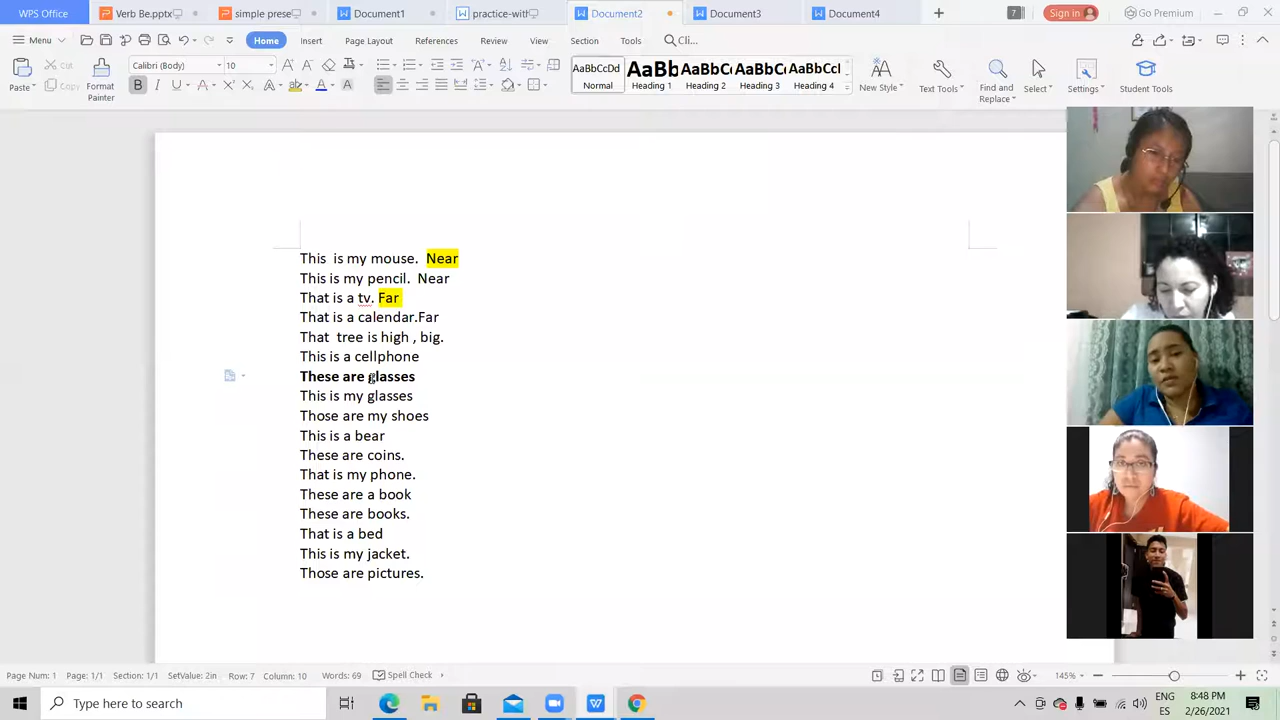 WPS Office
Verb Be.pptx
simple pres
Document1
practice-with
Document2
Document3
Document4
7
Sign in
Go Premium
Menu
Home
Insert
References
Review
View
Section
Tools
Cli...
Paste
Cut
Copy
Format
Painter
Calibri (Body)
10
AaBbCcDd
Normal
AaBb
Heading 1
AaBbCc
Heading 2
AaBbC
Heading 3
AaBbCcI
Heading 4
New Style
Text Tools
Find and
Replace
Select
Settings
Student Tools
This  is my mouse.  Near
This is my pencil.  Near
That is a tv. Far
That is a calendar.Far
That  tree is high , big.
This is a cellphone
These are glasses
This is my glasses
Those are my shoes
This is a bear
These are coins.
That is my phone.
These are a book
These are books.
That is a bed
This is my jacket.
Those are pictures.
Page Num: 1
Page: 1/1
Section: 1/1
SetValue: 2in
Row: 7
Column: 10
Words: 69
Spell Check
145%
Type here to search
ENG
ES
8:48 PM
2/26/2021